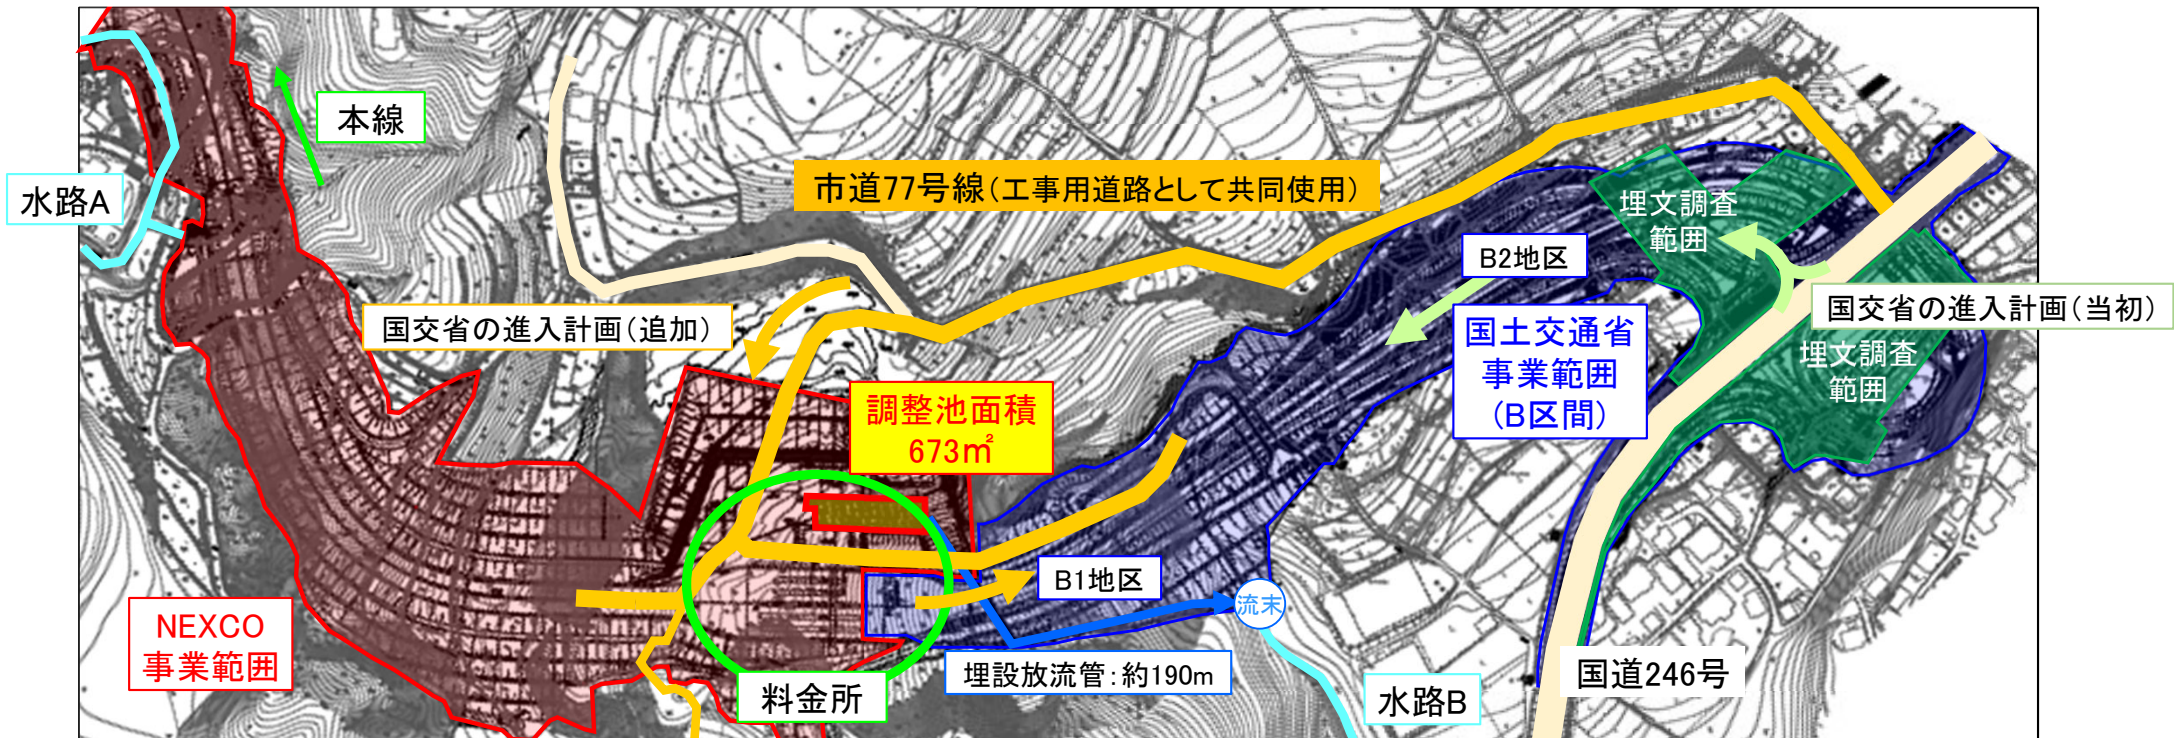 本線
水路A
市道77号線(工事用道路として共同使用)
埋文調査
範囲
B2地区
国交省の進入計画(追加)
国土交通省
事業範囲
(B区間)
国交省の進入計画(当初)
埋文調査
範囲
調整池面積
673㎡
B1地区
流末
NEXCO
事業範囲
埋設放流管:約190m
料金所
水路B
国道246号